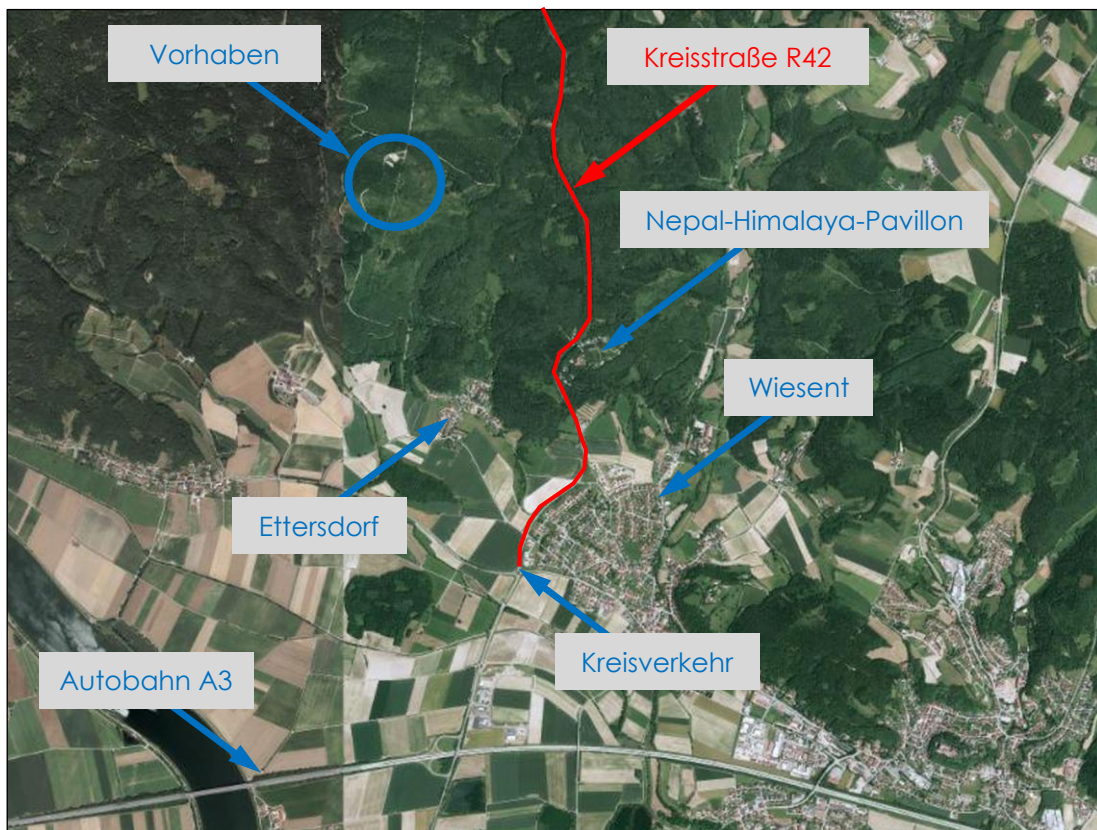 Vorhaben
Kreisstraße R42
Nepal-Himalaya-Pavillon
Wiesent
Ettersdorf
Kreisverkehr
Autobahn A3